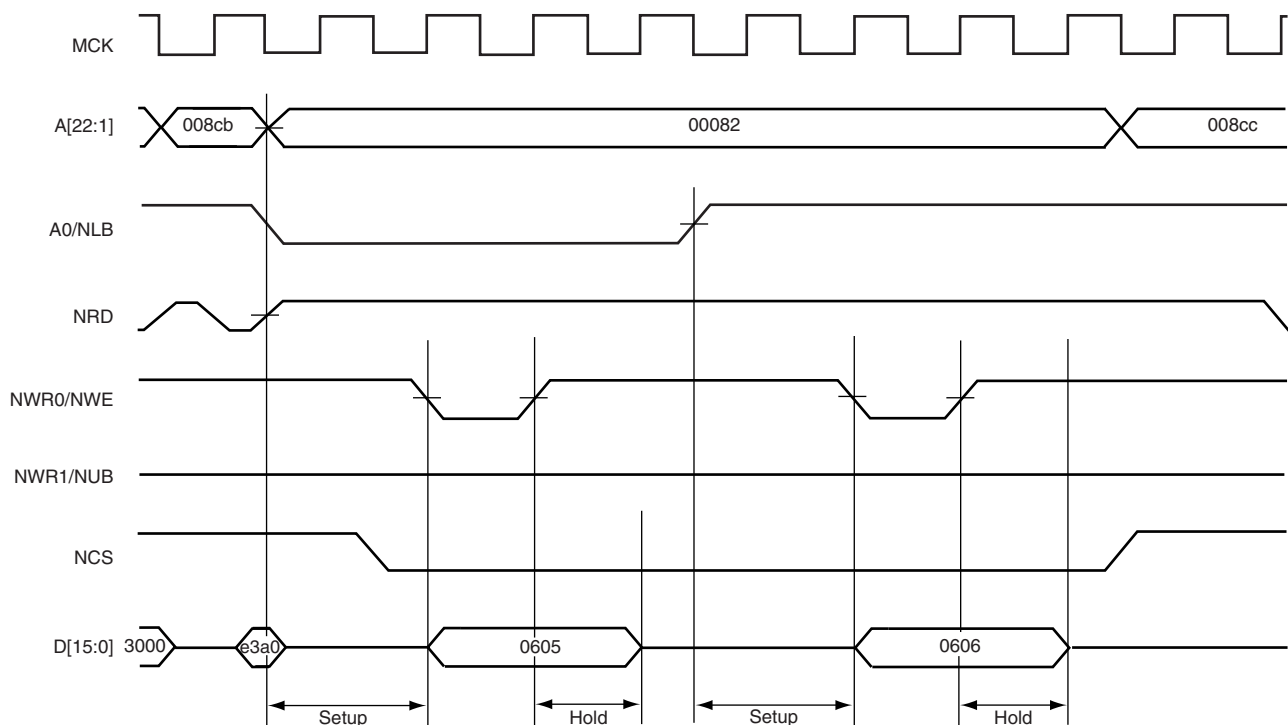 MCK
A[22:1] 008cb 00082 008cc
A0/NLB
NRD
NWR0/NWE
NWR1/NUB
NCS
D[15:0] 3000 e3a0 0605 0606
Setup Hold Setup Hold